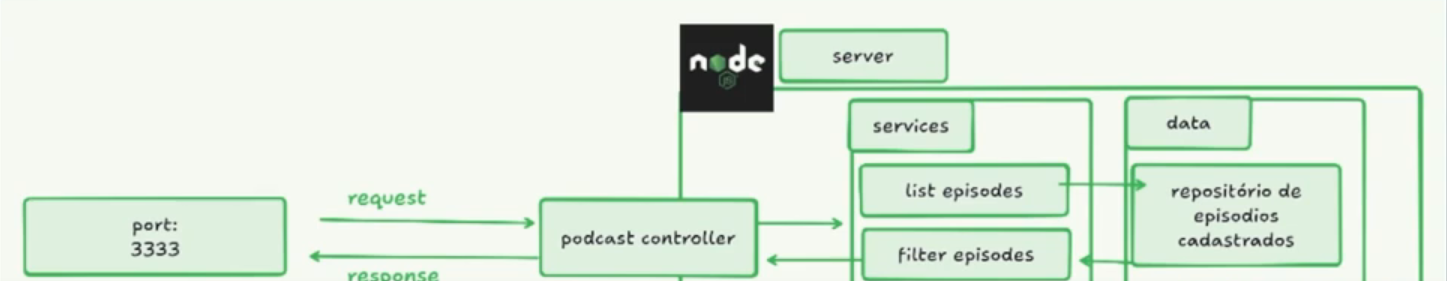 node
JS
server
services
data
request
list episodes
repositório de
episodios
cadastrados
port:
3333
podcast controller
filter episodes
response